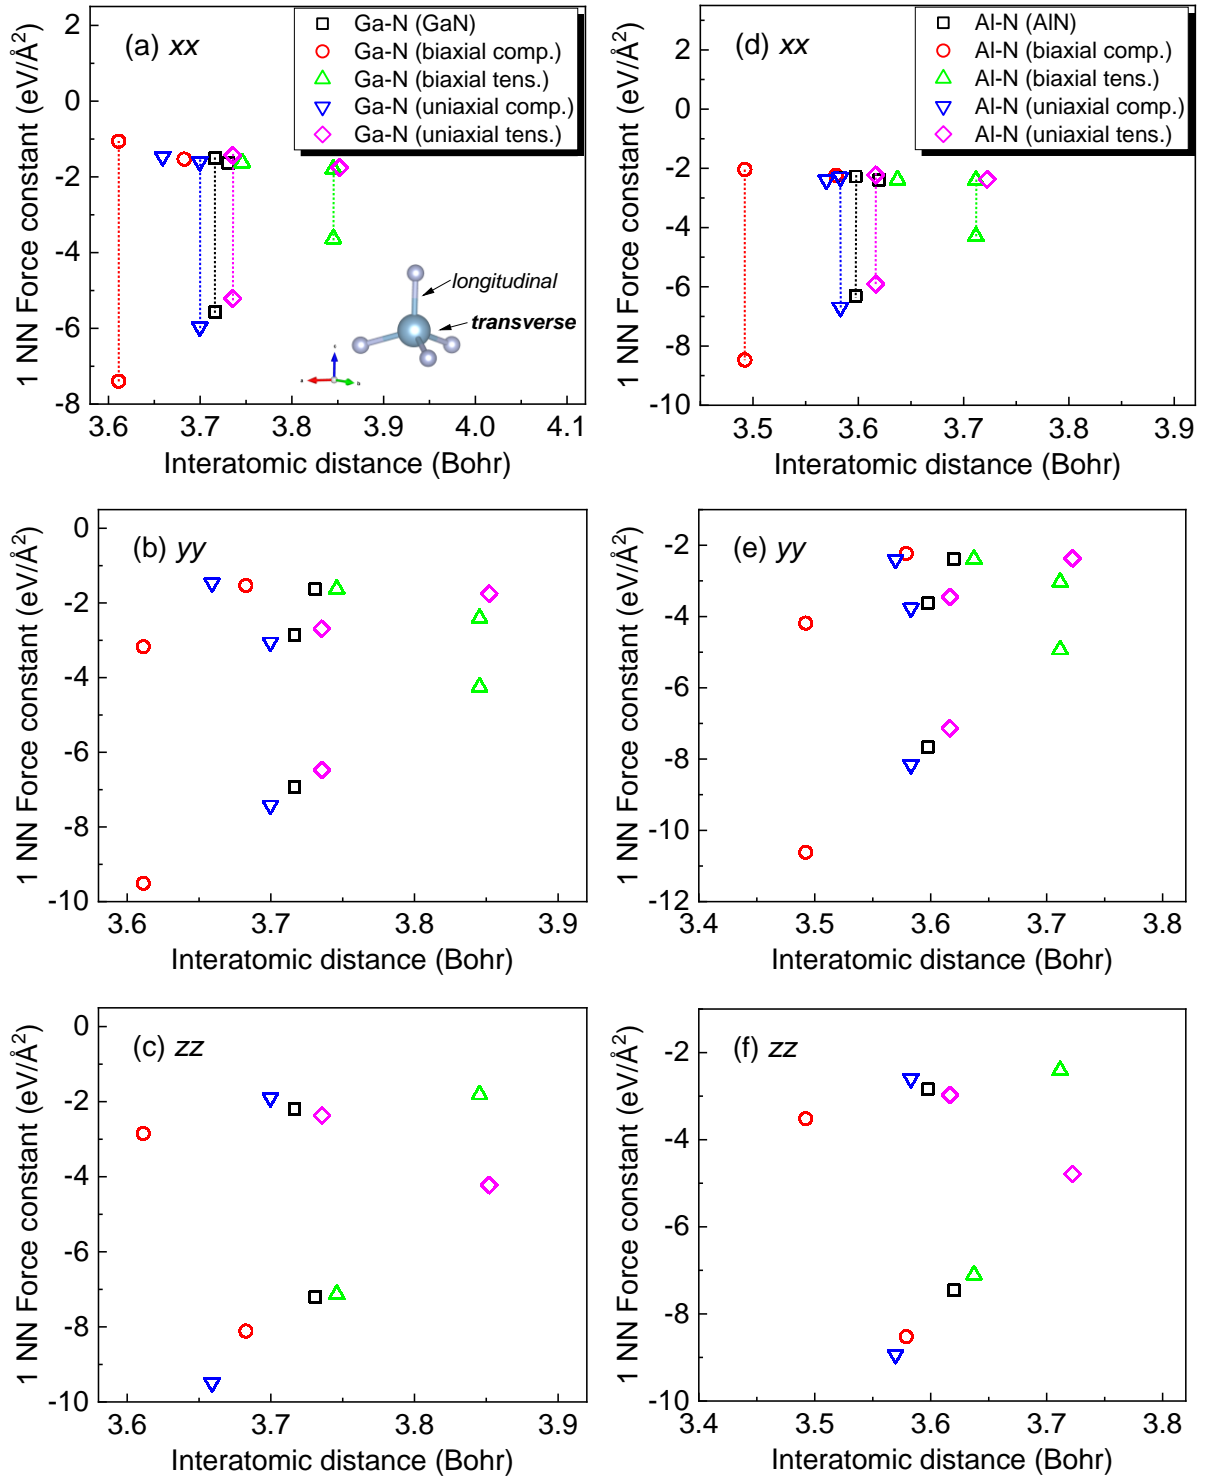 (a) xx
Ga-N (GaN)
Ga-N (biaxial comp.)
Ga-N (biaxial tens.)
Ga-N (uniaxial comp.)
Ga-N (uniaxial tens.)
longitudinal
transverse
2
0
-2
-4
-6
-8
3.6 3.7 3.8 3.9 4.0 4.1
1 NN Force constant (eV/Å²)
Interatomic distance (Bohr)
(d) xx
Al-N (AlN)
Al-N (biaxial comp.)
Al-N (biaxial tens.)
Al-N (uniaxial comp.)
Al-N (uniaxial tens.)
2
0
-2
-4
-6
-8
-10
3.5 3.6 3.7 3.8 3.9
1 NN Force constant (eV/Å²)
Interatomic distance (Bohr)
(b) yy
0
-2
-4
-6
-8
-10
3.6 3.7 3.8 3.9
1 NN Force constant (eV/Å²)
Interatomic distance (Bohr)
(e) yy
-2
-4
-6
-8
-10
-12
3.4 3.5 3.6 3.7 3.8
1 NN Force constant (eV/Å²)
Interatomic distance (Bohr)
(c) zz
0
-2
-4
-6
-8
-10
3.6 3.7 3.8 3.9
1 NN Force constant (eV/Å²)
Interatomic distance (Bohr)
(f) zz
-2
-4
-6
-8
-10
3.4 3.5 3.6 3.7 3.8
1 NN Force constant (eV/Å²)
Interatomic distance (Bohr)